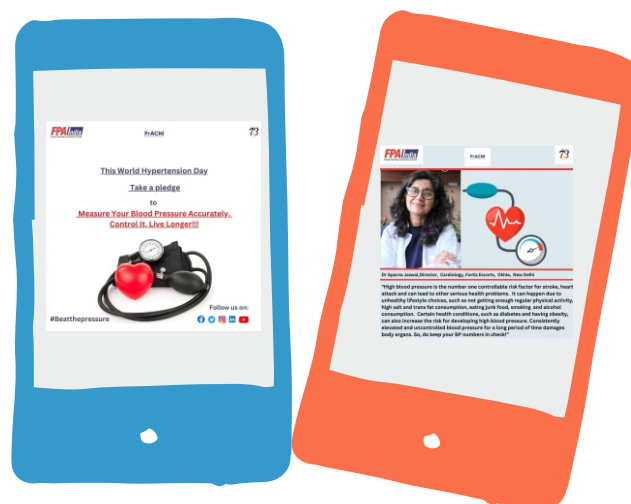 FPA India
PrACHI
73
This World Hypertension Day
Take a pledge
to
Measure Your Blood Pressure Accurately,
Control It, Live Longer!!!
Follow us on:
#Beatthepressure
FPA India
PrACHI
73
Dr Aparna Jaswal,Director, Cardiology, Fortis Escorts, Okhla, New Delhi
"High blood pressure is the number one controllable risk factor for stroke, heart
attack and can lead to other serious health problems. It can happen due to
unhealthy lifestyle choices, such as not getting enough regular physical activity,
high salt and trans fat consumption, eating junk food, smoking and alcohol
consumption. Certain health conditions, such as diabetes and having obesity,
can also increase the risk for developing high blood pressure. Consistently
elevated and uncontrolled blood pressure for a long period of time damages
body organs. So, do keep your BP numbers in check!"